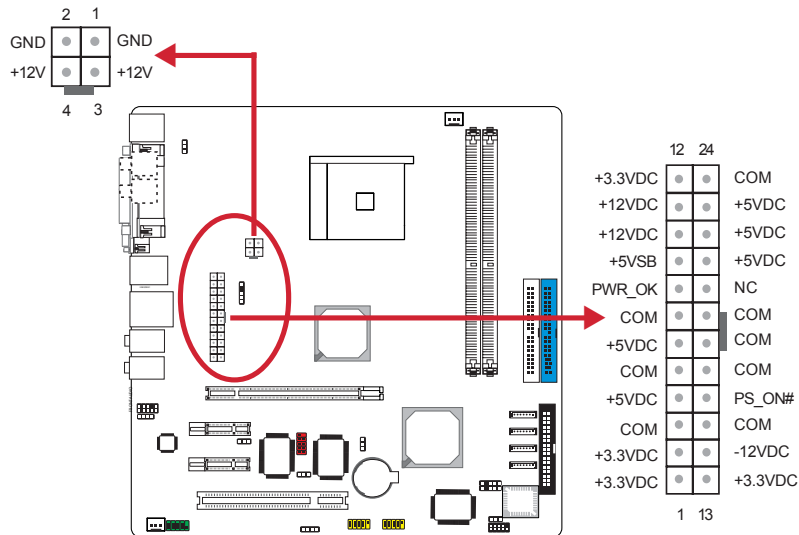 2 1
GND GND
+12V +12V
4 3
12 24
+3.3VDC COM
+12VDC +5VDC
+12VDC +5VDC
+5VSB +5VDC
PWR_OK NC
COM COM
+5VDC COM
COM COM
+5VDC PS_ON#
COM COM
+3.3VDC -12VDC
+3.3VDC +3.3VDC
1 13